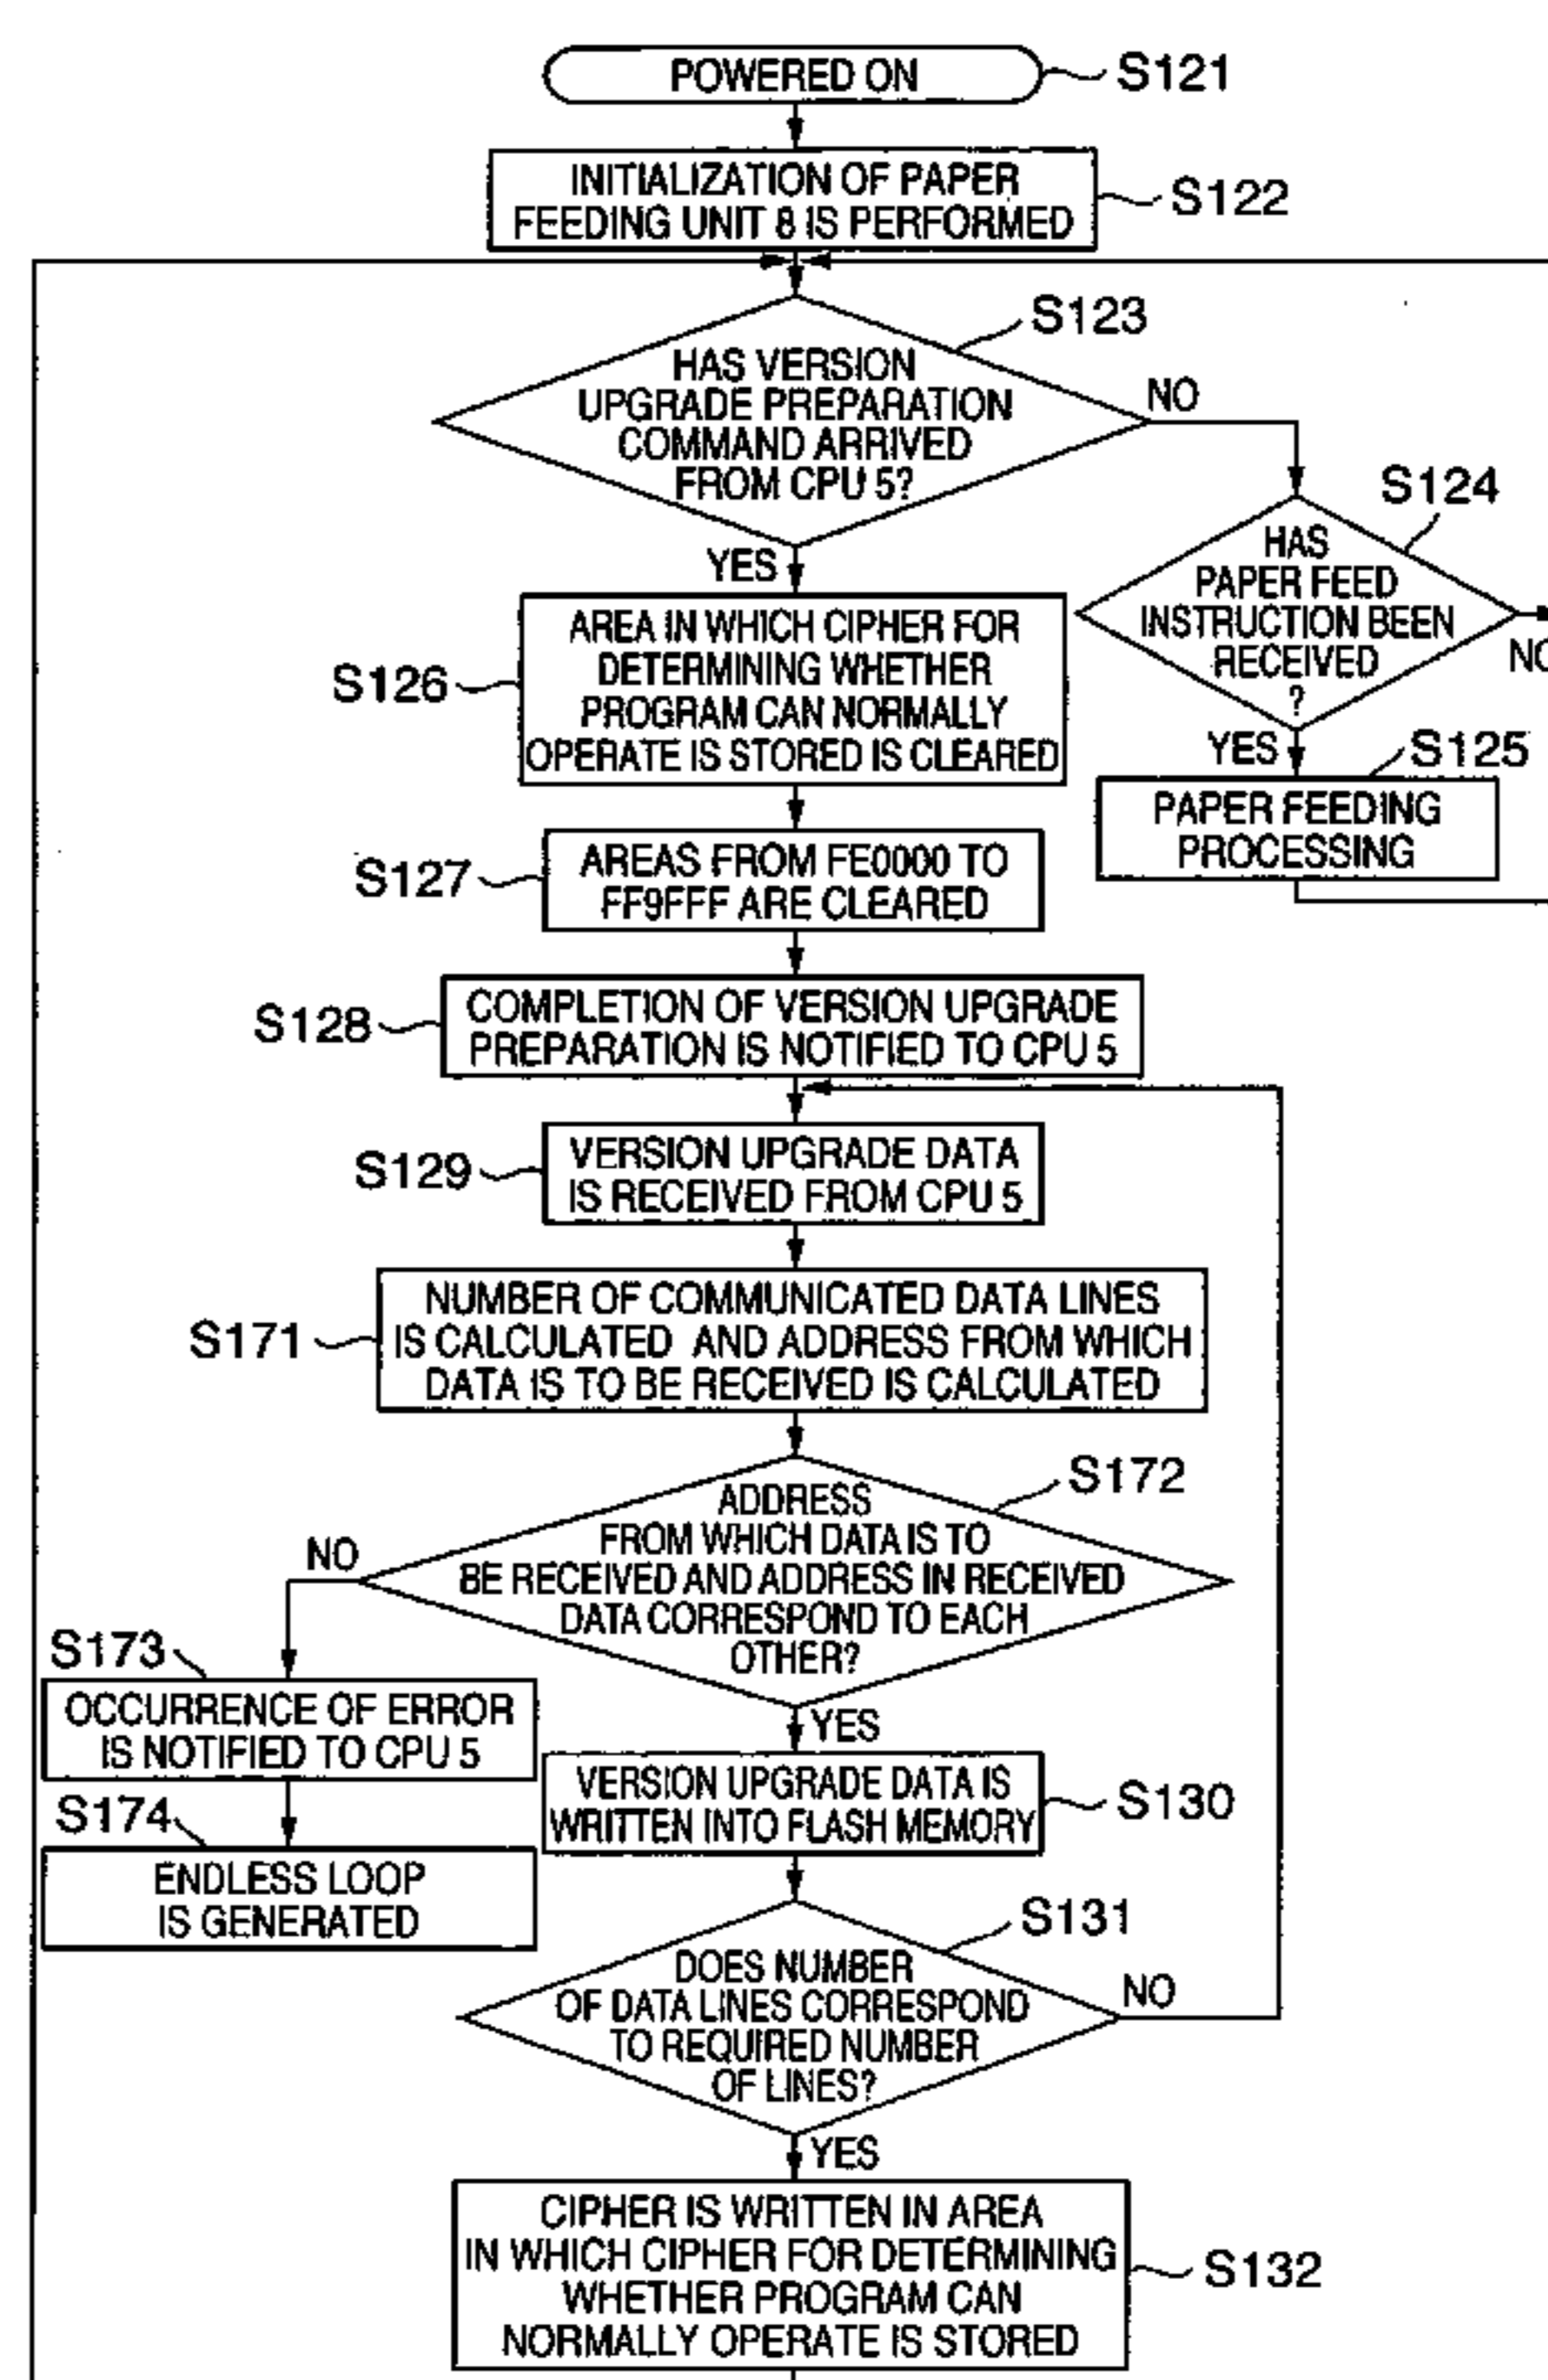 POWERED ON
S121
INITIALIZATION OF PAPER
FEEDING UNIT 8 IS PERFORMED
S122
S123
HAS VERSION
UPGRADE PREPARATION
COMMAND ARRIVED
FROM CPU 5?
NO
YES
S124
HAS
PAPER FEED
INSTRUCTION BEEN
RECEIVED
?
NO
YES
S125
PAPER FEEDING
PROCESSING
S126
AREA IN WHICH CIPHER FOR
DETERMINING WHETHER
PROGRAM CAN NORMALLY
OPERATE IS STORED IS CLEARED
S127
AREAS FROM FE0000 TO
FF9FFF ARE CLEARED
S128
COMPLETION OF VERSION UPGRADE
PREPARATION IS NOTIFIED TO CPU 5
S129
VERSION UPGRADE DATA
IS RECEIVED FROM CPU 5
S171
NUMBER OF COMMUNICATED DATA LINES
IS CALCULATED AND ADDRESS FROM WHICH
DATA IS TO BE RECEIVED IS CALCULATED
S172
ADDRESS
FROM WHICH DATA IS TO
BE RECEIVED AND ADDRESS IN RECEIVED
DATA CORRESPOND TO EACH
OTHER?
NO
YES
S173
OCCURRENCE OF ERROR
IS NOTIFIED TO CPU 5
S174
ENDLESS LOOP
IS GENERATED
VERSION UPGRADE DATA IS
WRITTEN INTO FLASH MEMORY
S130
S131
DOES NUMBER
OF DATA LINES CORRESPOND
TO REQUIRED NUMBER
OF LINES?
NO
YES
CIPHER IS WRITTEN IN AREA
IN WHICH CIPHER FOR DETERMINING
WHETHER PROGRAM CAN
NORMALLY OPERATE IS STORED
S132